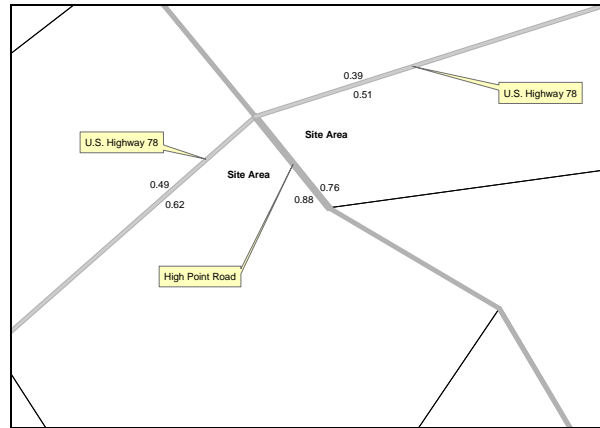 0.39
0.51
U.S. Highway 78
Site Area
U.S. Highway 78
Site Area
0.49
0.62
0.76
0.88
High Point Road